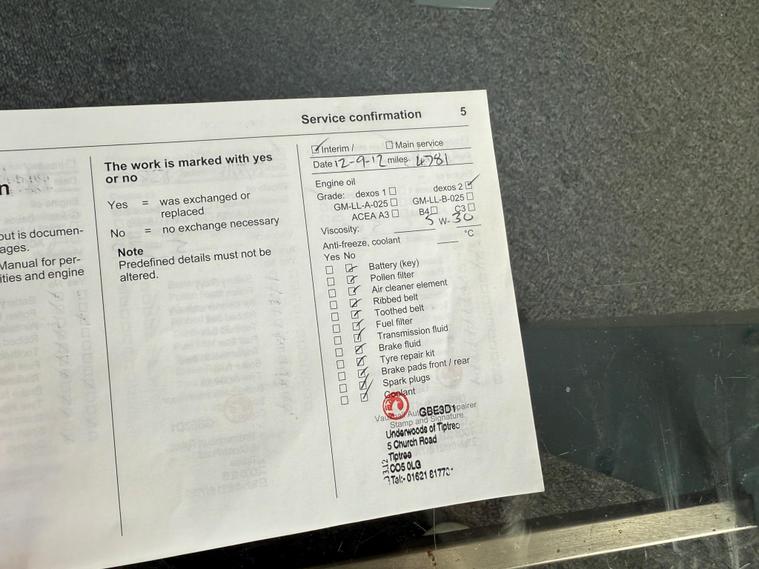 Service confirmation 5
n
out is documen-
ages.
Manual for per-
ities and engine
The work is marked with yes
or no
Yes = was exchanged or
replaced
No = no exchange necessary
Note
Predefined details must not be
altered.
Interim / Main service
Date 12-9-12 miles 4781
Engine oil
Grade: dexos 1 dexos 2
GM-LL-A-025 GM-LL-B-025
ACEA A3 B4 C3
Viscosity: 5 W- 30
Anti-freeze, coolant °C
Yes No
Battery (key)
Pollen filter
Air cleaner element
Ribbed belt
Toothed belt
Fuel filter
Transmission fluid
Brake fluid
Tyre repair kit
Brake pads front / rear
Spark plugs
Coolant
GBE3D1
Stamp and Signature
Underwoods of Tiptree
5 Church Road
Tiptree
CO5 0LG
Tel:- 01621 81773